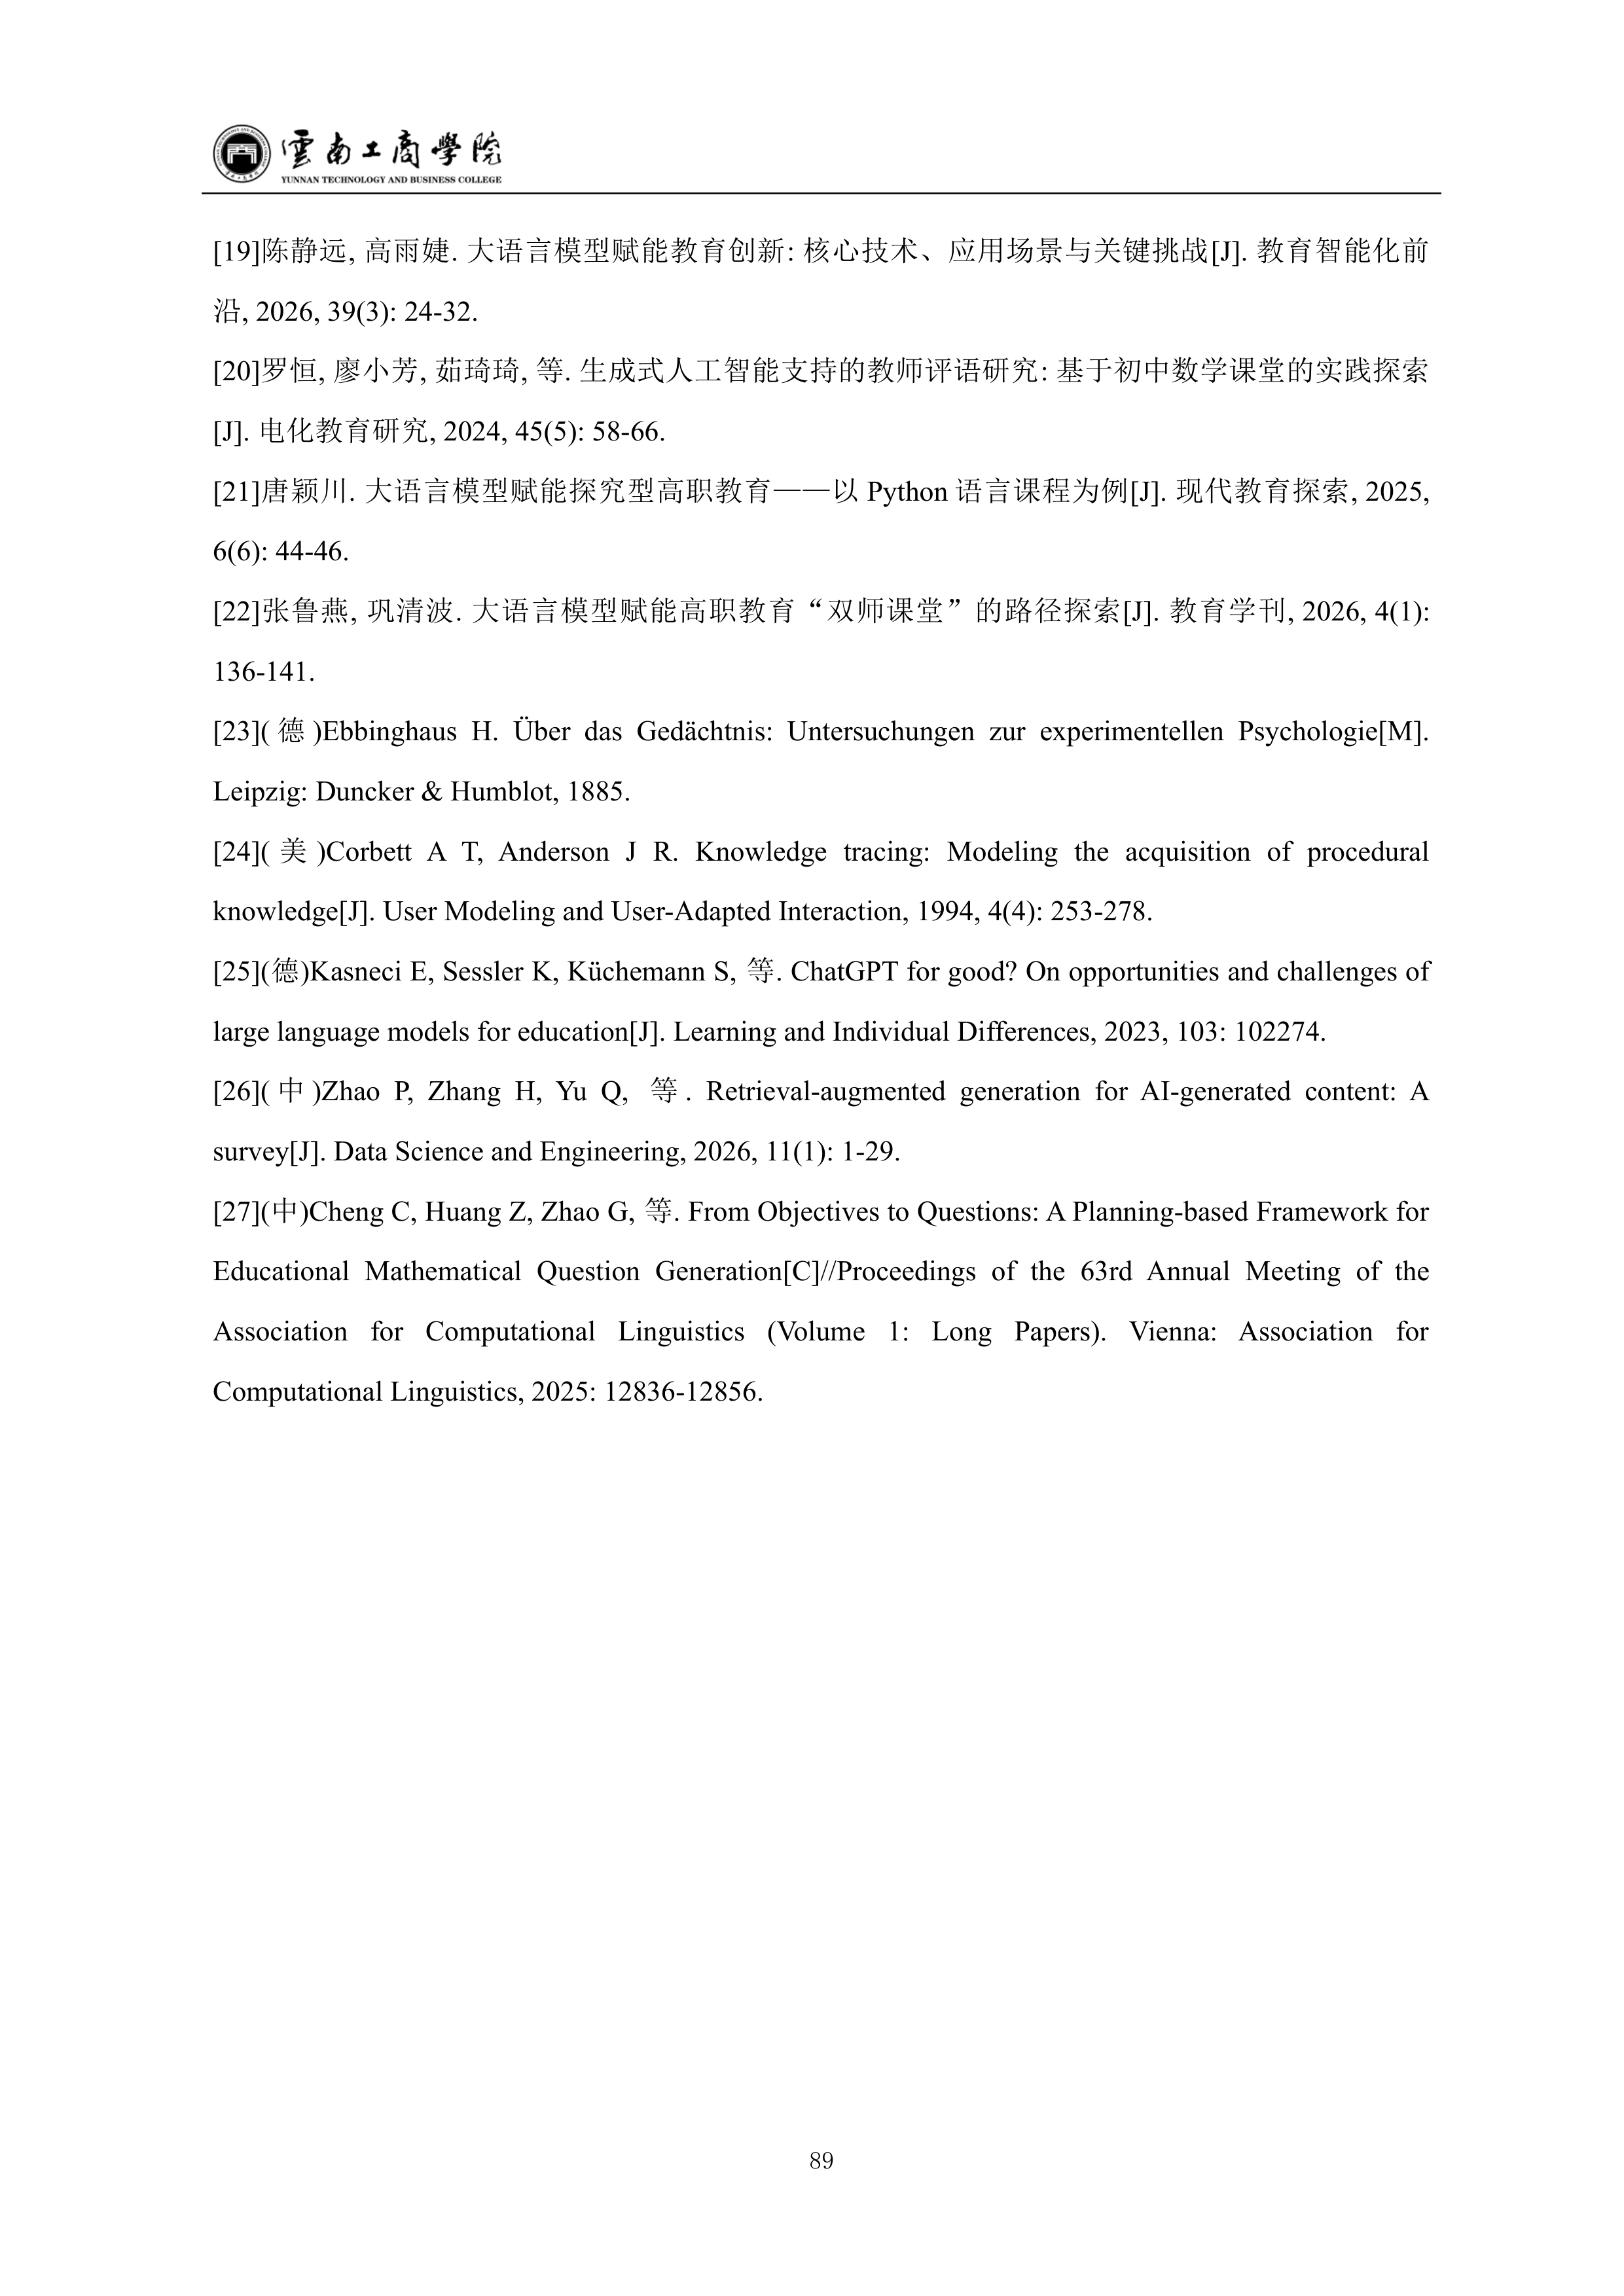 雲南工商學院
YUNNAN TECHNOLOGY AND BUSINESS COLLEGE
[19]陈静远, 高雨婕. 大语言模型赋能教育创新: 核心技术、应用场景与关键挑战[J]. 教育智能化前
沿, 2026, 39(3): 24-32.
[20]罗恒, 廖小芳, 茹琦琦, 等. 生成式人工智能支持的教师评语研究: 基于初中数学课堂的实践探索
[J]. 电化教育研究, 2024, 45(5): 58-66.
[21]唐颖川. 大语言模型赋能探究型高职教育——以 Python 语言课程为例[J]. 现代教育探索, 2025,
6(6): 44-46.
[22]张鲁燕, 巩清波. 大语言模型赋能高职教育“双师课堂”的路径探索[J]. 教育学刊, 2026, 4(1):
136-141.
[23](德)Ebbinghaus H. Über das Gedächtnis: Untersuchungen zur experimentellen Psychologie[M].
Leipzig: Duncker & Humblot, 1885.
[24](美)Corbett A T, Anderson J R. Knowledge tracing: Modeling the acquisition of procedural
knowledge[J]. User Modeling and User-Adapted Interaction, 1994, 4(4): 253-278.
[25](德)Kasneci E, Sessler K, Küchemann S, 等. ChatGPT for good? On opportunities and challenges of
large language models for education[J]. Learning and Individual Differences, 2023, 103: 102274.
[26](中)Zhao P, Zhang H, Yu Q, 等. Retrieval-augmented generation for AI-generated content: A
survey[J]. Data Science and Engineering, 2026, 11(1): 1-29.
[27](中)Cheng C, Huang Z, Zhao G, 等. From Objectives to Questions: A Planning-based Framework for
Educational Mathematical Question Generation[C]//Proceedings of the 63rd Annual Meeting of the
Association for Computational Linguistics (Volume 1: Long Papers). Vienna: Association for
Computational Linguistics, 2025: 12836-12856.
89